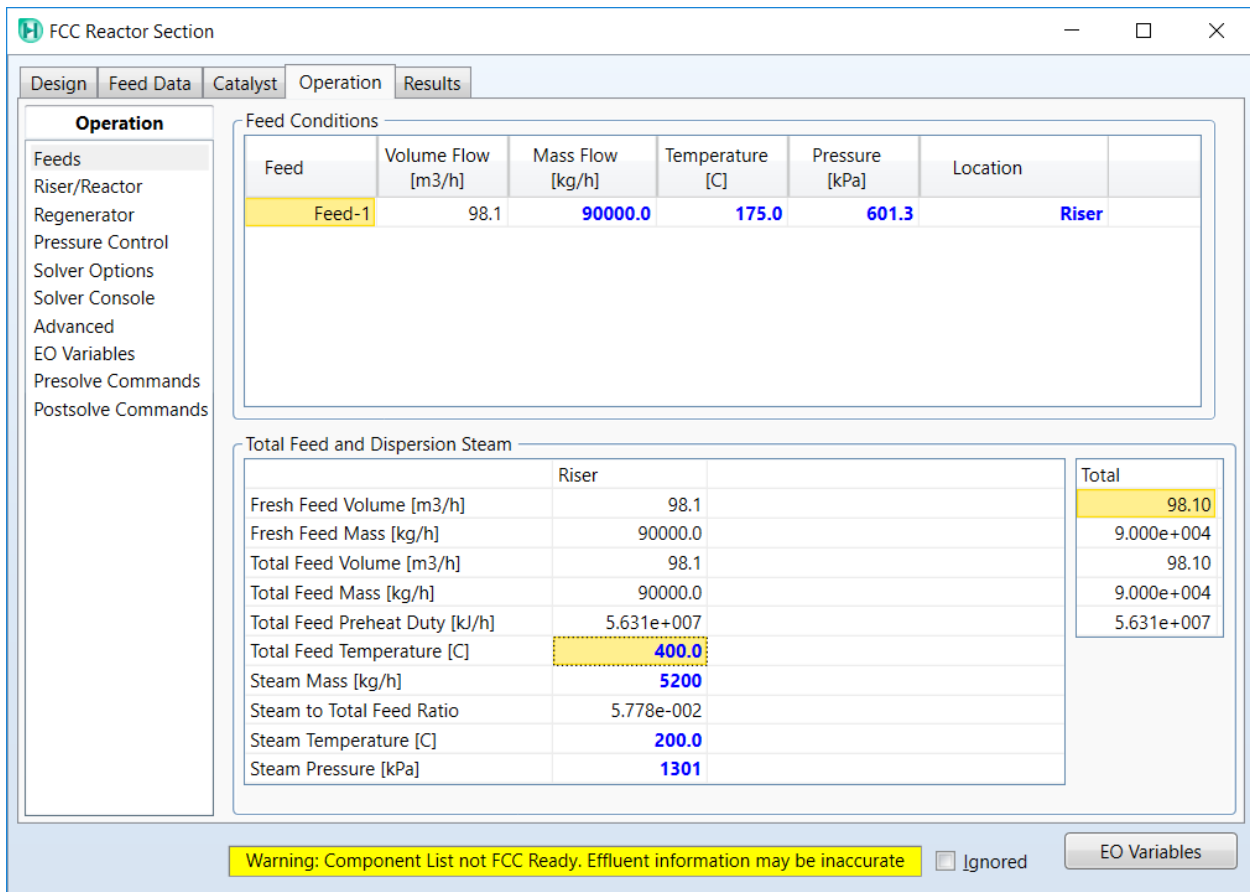 FCC Reactor Section
Design Feed Data Catalyst Operation Results
Operation
Feeds
Riser/Reactor
Regenerator
Pressure Control
Solver Options
Solver Console
Advanced
EO Variables
Presolve Commands
Postsolve Commands
Feed Conditions
Feed Volume Flow [m3/h] Mass Flow [kg/h] Temperature [C] Pressure [kPa] Location
Feed-1 98.1 90000.0 175.0 601.3 Riser
Total Feed and Dispersion Steam
Riser Total
Fresh Feed Volume [m3/h] 98.1 98.10
Fresh Feed Mass [kg/h] 90000.0 9.000e+004
Total Feed Volume [m3/h] 98.1 98.10
Total Feed Mass [kg/h] 90000.0 9.000e+004
Total Feed Preheat Duty [kJ/h] 5.631e+007 5.631e+007
Total Feed Temperature [C] 400.0
Steam Mass [kg/h] 5200
Steam to Total Feed Ratio 5.778e-002
Steam Temperature [C] 200.0
Steam Pressure [kPa] 1301
Warning: Component List not FCC Ready. Effluent information may be inaccurate Ignored EO Variables